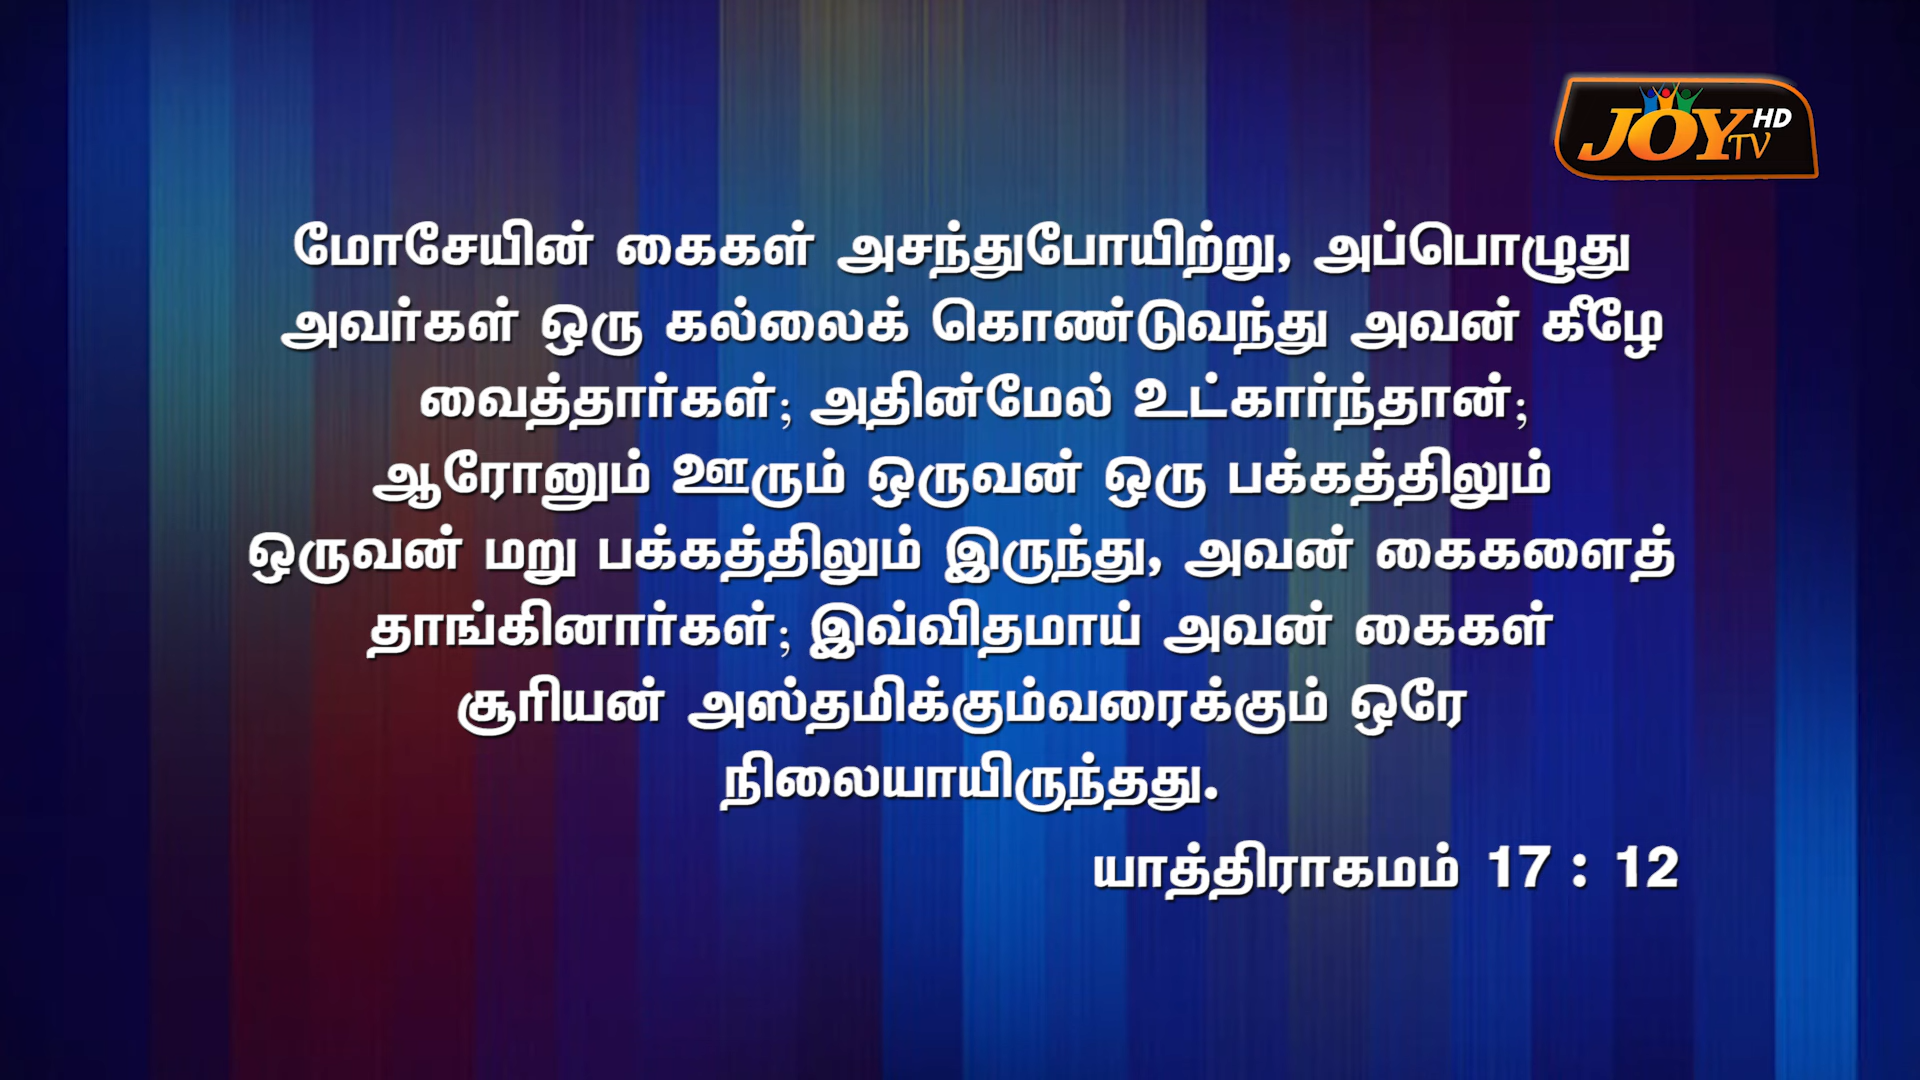 JOY TV HD
மோசேயின் கைகள் அசந்துபோயிற்று, அப்பொழுது
அவர்கள் ஒரு கல்லைக் கொண்டுவந்து அவன் கீழே
வைத்தார்கள்; அதின்மேல் உட்கார்ந்தான்;
ஆரோனும் ஊரும் ஒருவன் ஒரு பக்கத்திலும்
ஒருவன் மறு பக்கத்திலும் இருந்து, அவன் கைகளைத்
தாங்கினார்கள்; இவ்விதமாய் அவன் கைகள்
சூரியன் அஸ்தமிக்கும்வரைக்கும் ஒரே
நிலையாயிருந்தது.
யாத்திராகமம் 17 : 12